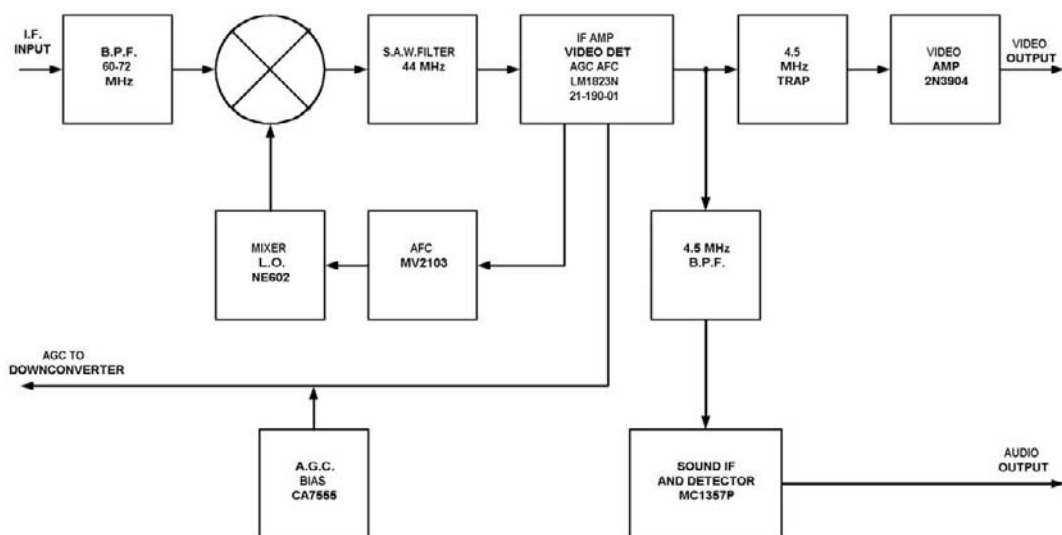 I.F.
INPUT
B.P.F.
60-72
MHz
S.A.W.FILTER
44 MHz
IF AMP
VIDEO DET
AGC AFC
LM1823N
21-190-01
4.5
MHz
TRAP
VIDEO
AMP
2N3904
VIDEO
OUTPUT
MIXER
L.O.
NE602
AFC
MV2103
4.5 MHz
B.P.F.
AGC TO
DOWNCONVERTER
A.G.C.
BIAS
CA7555
SOUND IF
AND DETECTOR
MC1357P
AUDIO
OUTPUT